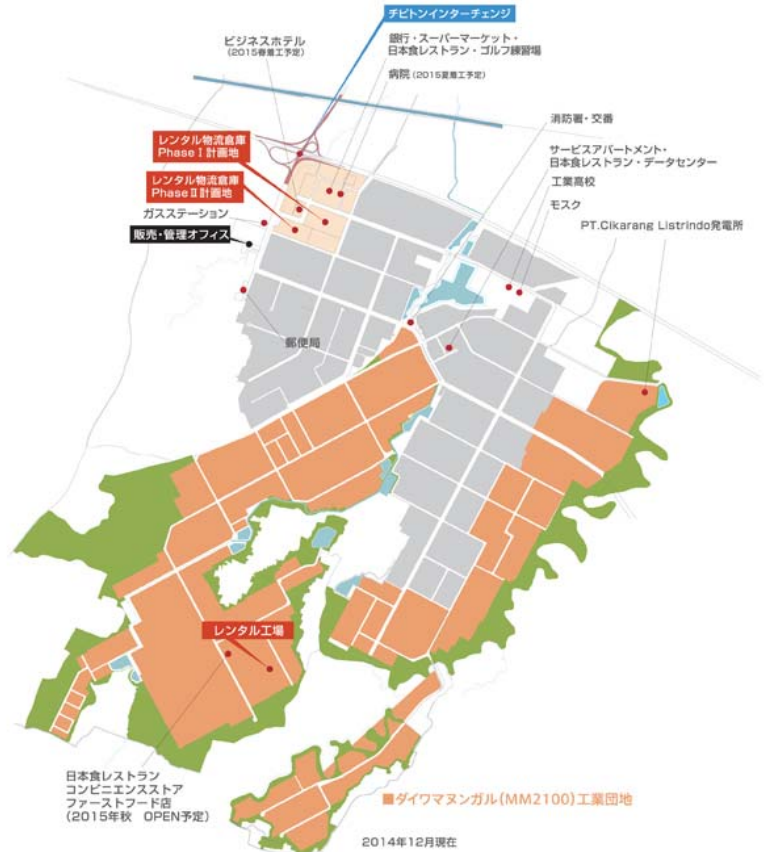 チビトンインターチェンジ
ビジネスホテル
(2015春着工予定)
銀行・スーパーマーケット・
日本食レストラン・ゴルフ練習場
病院 (2015夏着工予定)
消防署・交番
レンタル物流倉庫
Phase Ⅰ 計画地
サービスアパートメント・
日本食レストラン・データセンター
レンタル物流倉庫
Phase Ⅱ 計画地
工業高校
モスク
ガスステーション
PT.Cikarang Listrindo発電所
販売・管理オフィス
郵便局
レンタル工場
日本食レストラン
コンビニエンスストア
ファーストフード店
(2015年秋 OPEN予定)
■ダイワマヌンガル(MM2100)工業団地
2014年12月現在